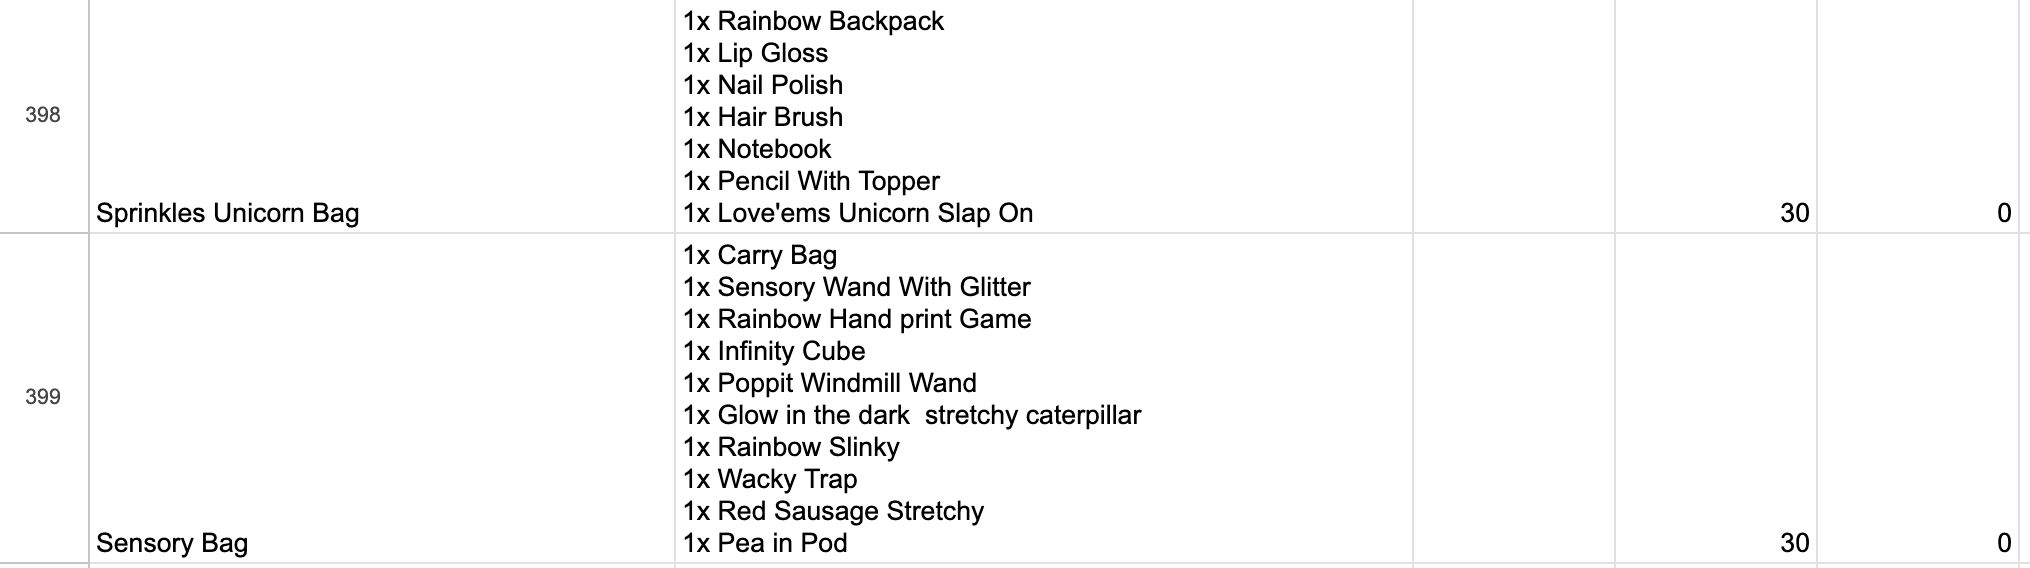 398
Sprinkles Unicorn Bag
1x Rainbow Backpack
1x Lip Gloss
1x Nail Polish
1x Hair Brush
1x Notebook
1x Pencil With Topper
1x Love'ems Unicorn Slap On
30
0
399
Sensory Bag
1x Carry Bag
1x Sensory Wand With Glitter
1x Rainbow Hand print Game
1x Infinity Cube
1x Poppit Windmill Wand
1x Glow in the dark  stretchy caterpillar
1x Rainbow Slinky
1x Wacky Trap
1x Red Sausage Stretchy
1x Pea in Pod
30
0